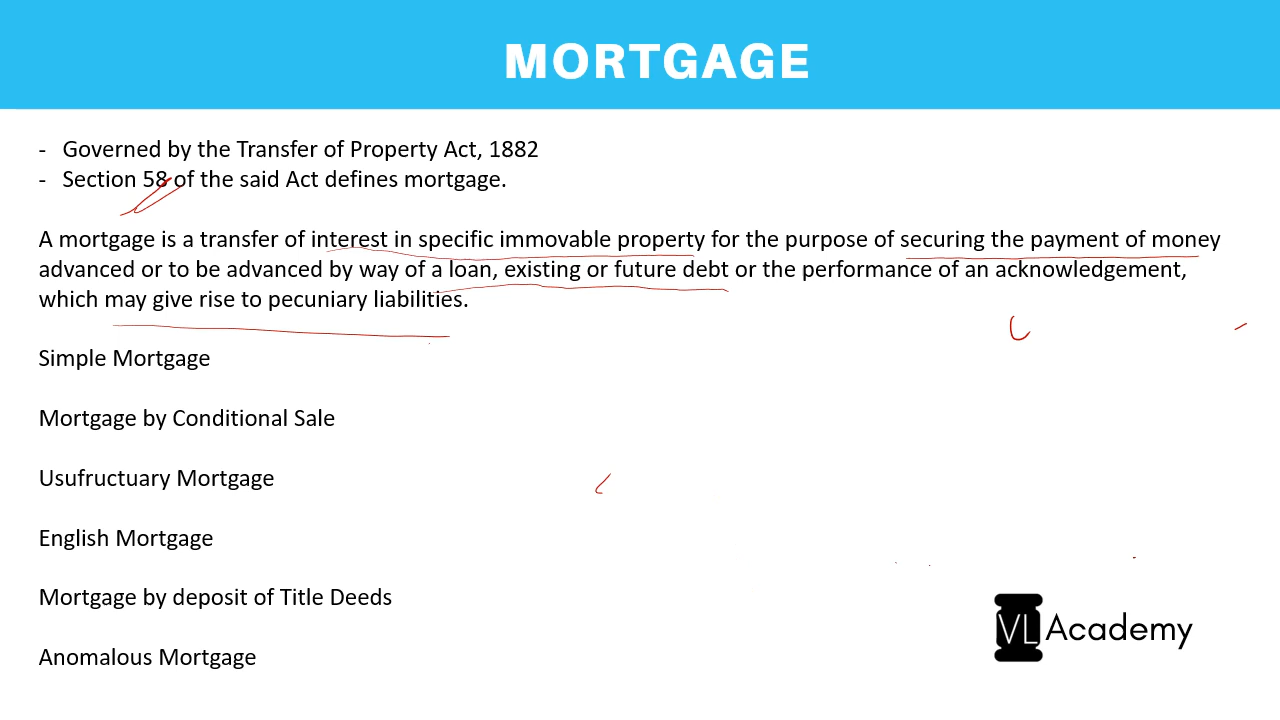 MORTGAGE
- Governed by the Transfer of Property Act, 1882
- Section 58 of the said Act defines mortgage.
A mortgage is a transfer of interest in specific immovable property for the purpose of securing the payment of money
advanced or to be advanced by way of a loan, existing or future debt or the performance of an acknowledgement,
which may give rise to pecuniary liabilities.
Simple Mortgage
Mortgage by Conditional Sale
Usufructuary Mortgage
English Mortgage
Mortgage by deposit of Title Deeds
Anomalous Mortgage
VL Academy